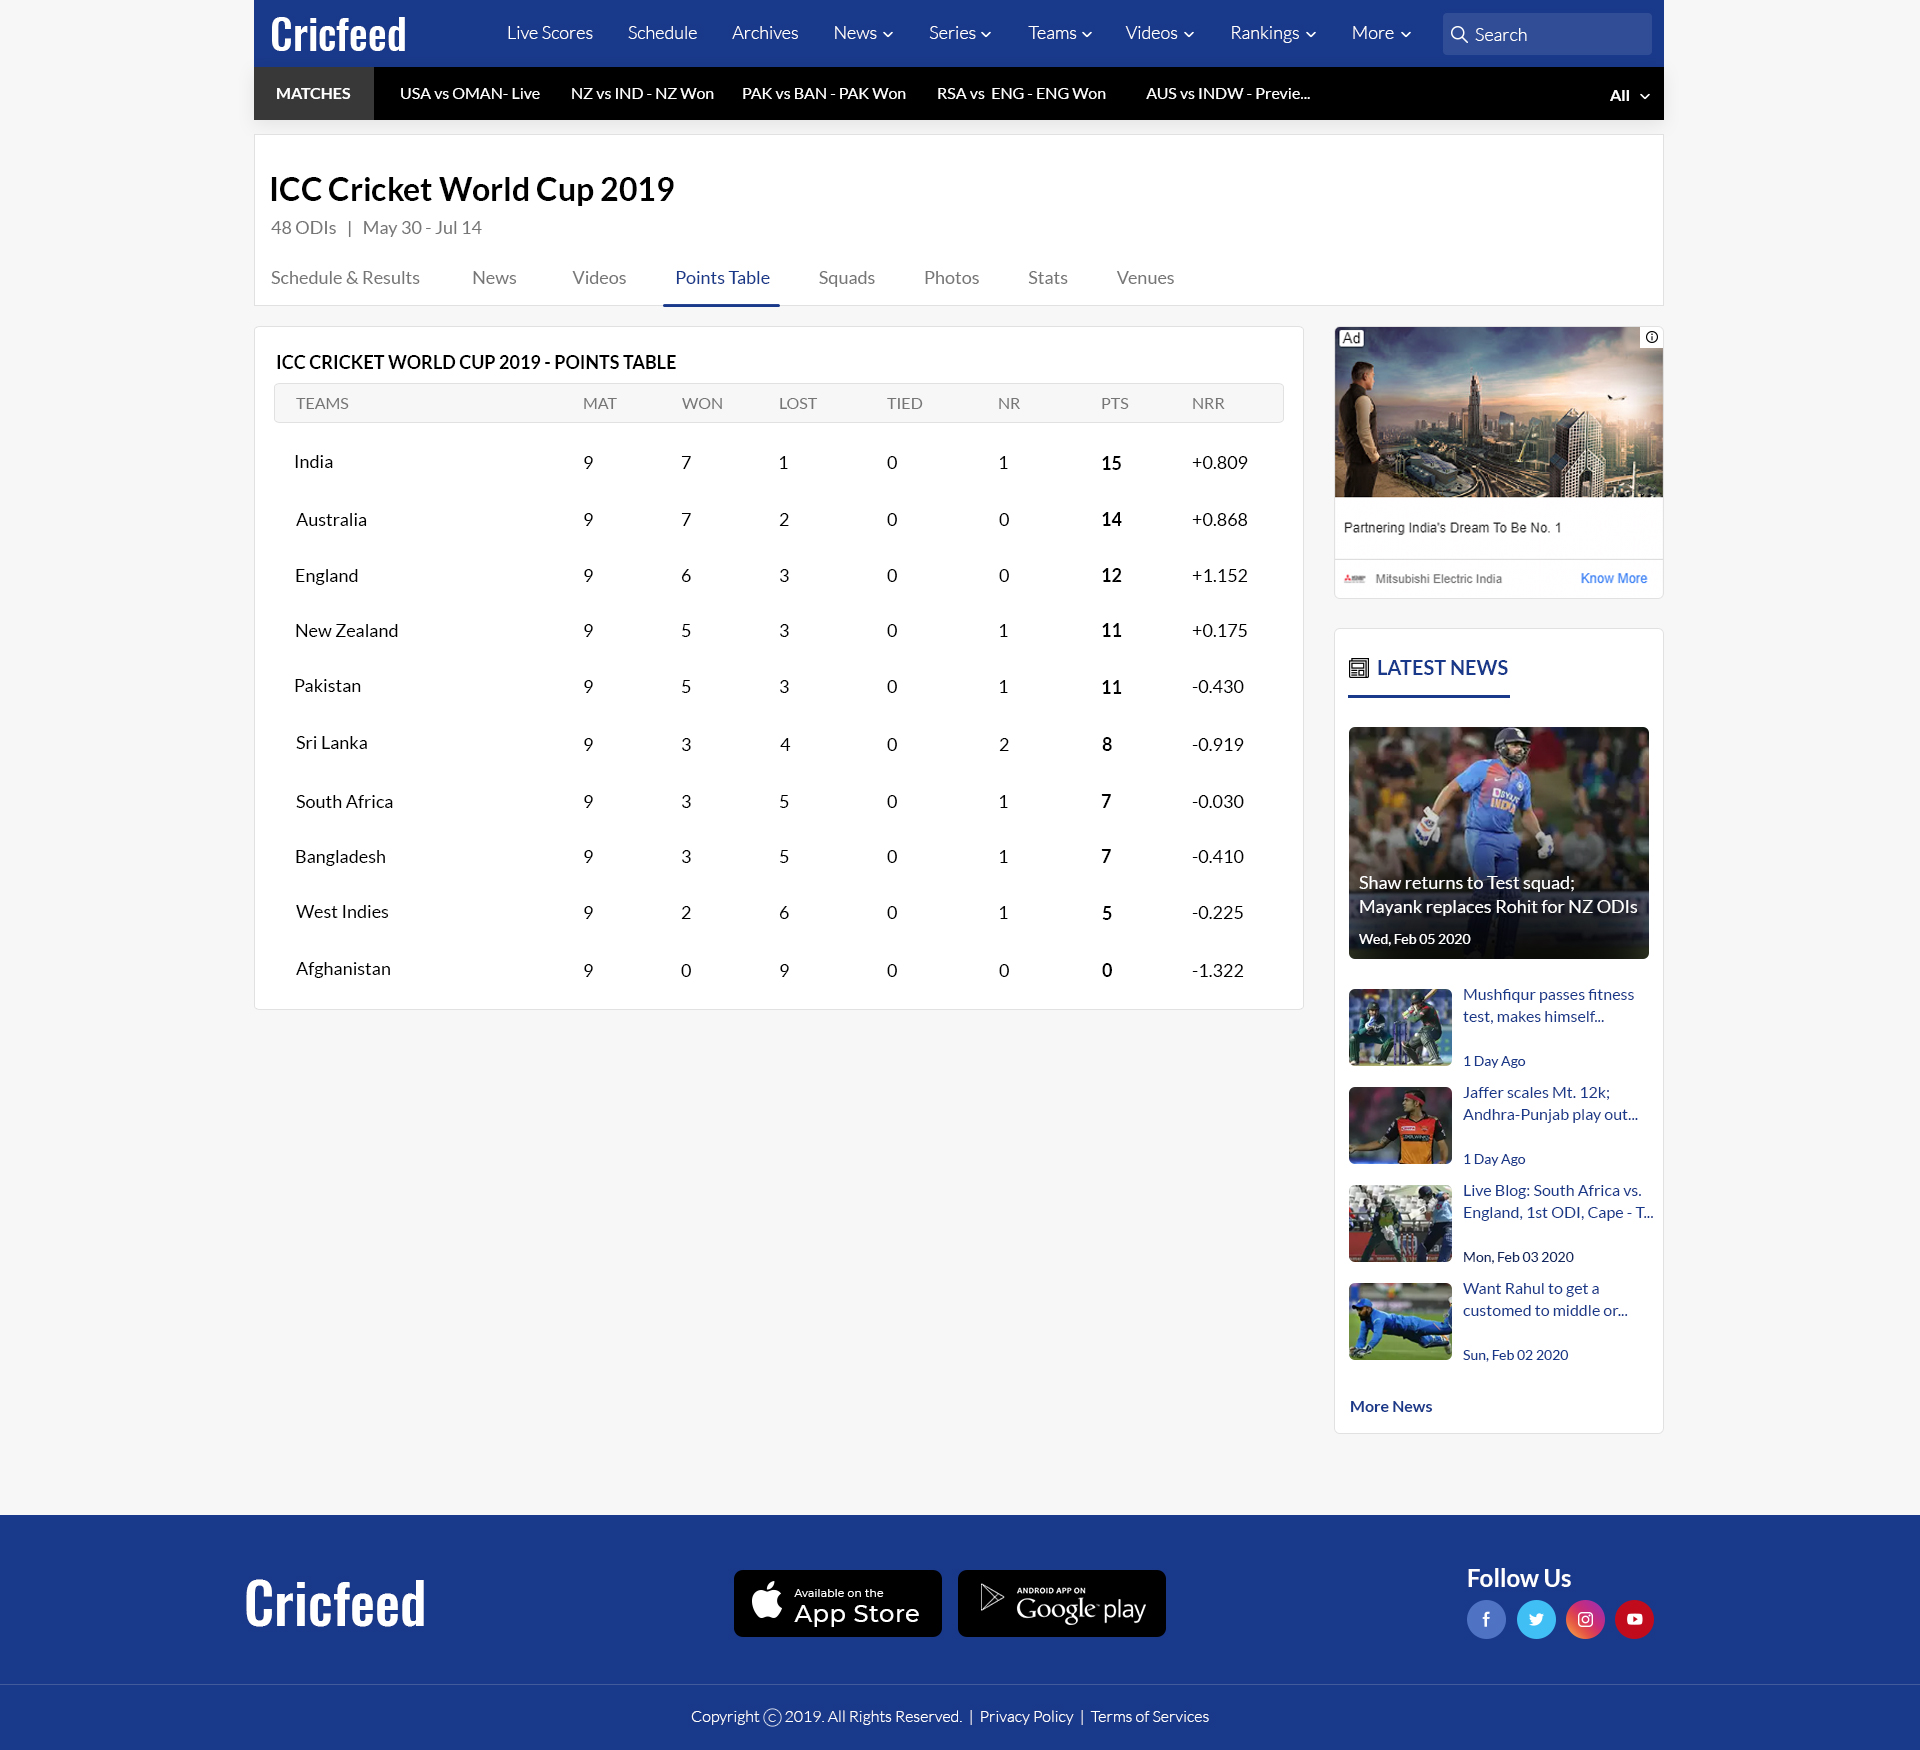 Cricfeed
Live Scores Schedule Archives News Series Teams Videos Rankings More Search
MATCHES USA vs OMAN- Live NZ vs IND - NZ Won PAK vs BAN - PAK Won RSA vs ENG - ENG Won AUS vs INDW - Previe... All
ICC Cricket World Cup 2019
48 ODIs | May 30 - Jul 14
Schedule & Results News Videos Points Table Squads Photos Stats Venues
ICC CRICKET WORLD CUP 2019 - POINTS TABLE
TEAMS MAT WON LOST TIED NR PTS NRR
India 9 7 1 0 1 15 +0.809
Australia 9 7 2 0 0 14 +0.868
England 9 6 3 0 0 12 +1.152
New Zealand 9 5 3 0 1 11 +0.175
Pakistan 9 5 3 0 1 11 -0.430
Sri Lanka 9 3 4 0 2 8 -0.919
South Africa 9 3 5 0 1 7 -0.030
Bangladesh 9 3 5 0 1 7 -0.410
West Indies 9 2 6 0 1 5 -0.225
Afghanistan 9 0 9 0 0 0 -1.322
Ad
Partnering India's Dream To Be No. 1
Mitsubishi Electric India Know More
LATEST NEWS
INDIA
Shaw returns to Test squad;
Mayank replaces Rohit for NZ ODIs
Wed, Feb 05 2020
Mushfiqur passes fitness
test, makes himself...
1 Day Ago
Jaffer scales Mt. 12k;
Andhra-Punjab play out...
1 Day Ago
Live Blog: South Africa vs.
England, 1st ODI, Cape - T...
Mon, Feb 03 2020
Want Rahul to get a
customed to middle or...
Sun, Feb 02 2020
More News
Cricfeed
Available on the
App Store
ANDROID APP ON
Google play
Follow Us
Copyright © 2019. All Rights Reserved. | Privacy Policy | Terms of Services